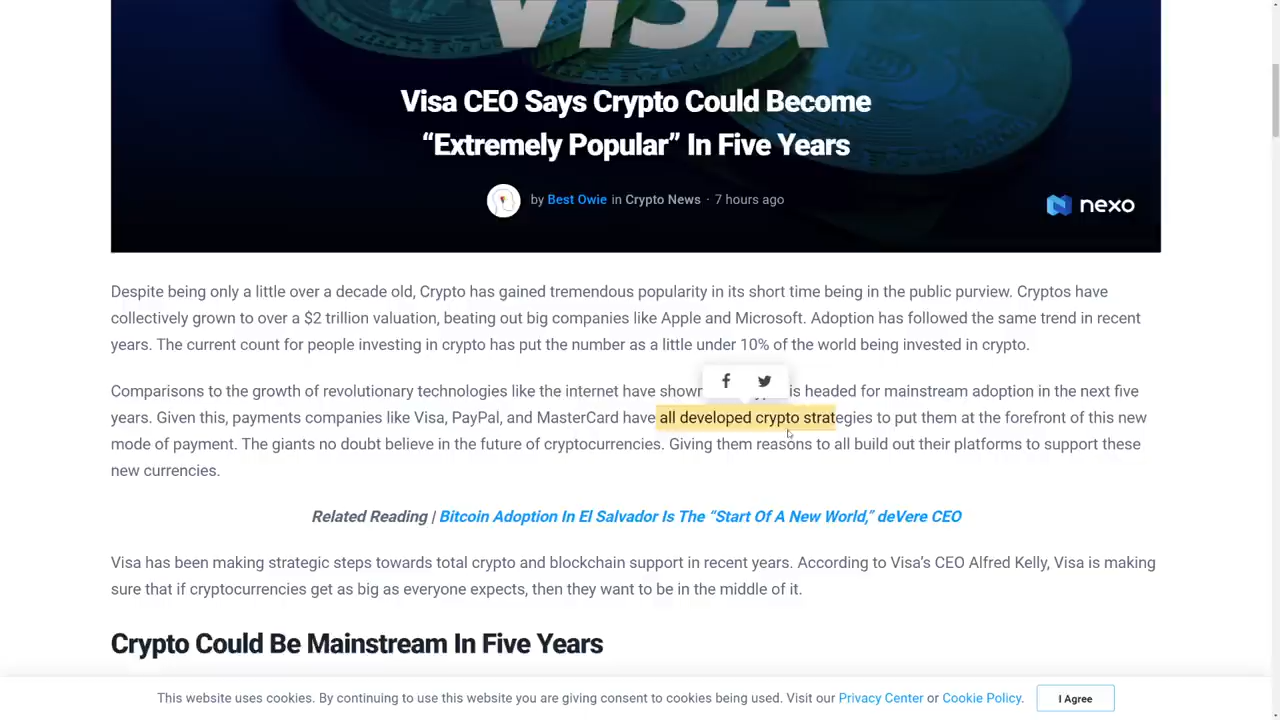 VISA
Visa CEO Says Crypto Could Become
“Extremely Popular” In Five Years
by Best Owie in Crypto News · 7 hours ago
nexo
Despite being only a little over a decade old, Crypto has gained tremendous popularity in its short time being in the public purview. Cryptos have
collectively grown to over a $2 trillion valuation, beating out big companies like Apple and Microsoft. Adoption has followed the same trend in recent
years. The current count for people investing in crypto has put the number as a little under 10% of the world being invested in crypto.
Comparisons to the growth of revolutionary technologies like the internet have shown is headed for mainstream adoption in the next five
years. Given this, payments companies like Visa, PayPal, and MasterCard have all developed crypto strategies to put them at the forefront of this new
mode of payment. The giants no doubt believe in the future of cryptocurrencies. Giving them reasons to all build out their platforms to support these
new currencies.
Related Reading | Bitcoin Adoption In El Salvador Is The “Start Of A New World,” deVere CEO
Visa has been making strategic steps towards total crypto and blockchain support in recent years. According to Visa’s CEO Alfred Kelly, Visa is making
sure that if cryptocurrencies get as big as everyone expects, then they want to be in the middle of it.
Crypto Could Be Mainstream In Five Years
This website uses cookies. By continuing to use this website you are giving consent to cookies being used. Visit our Privacy Center or Cookie Policy.
I Agree